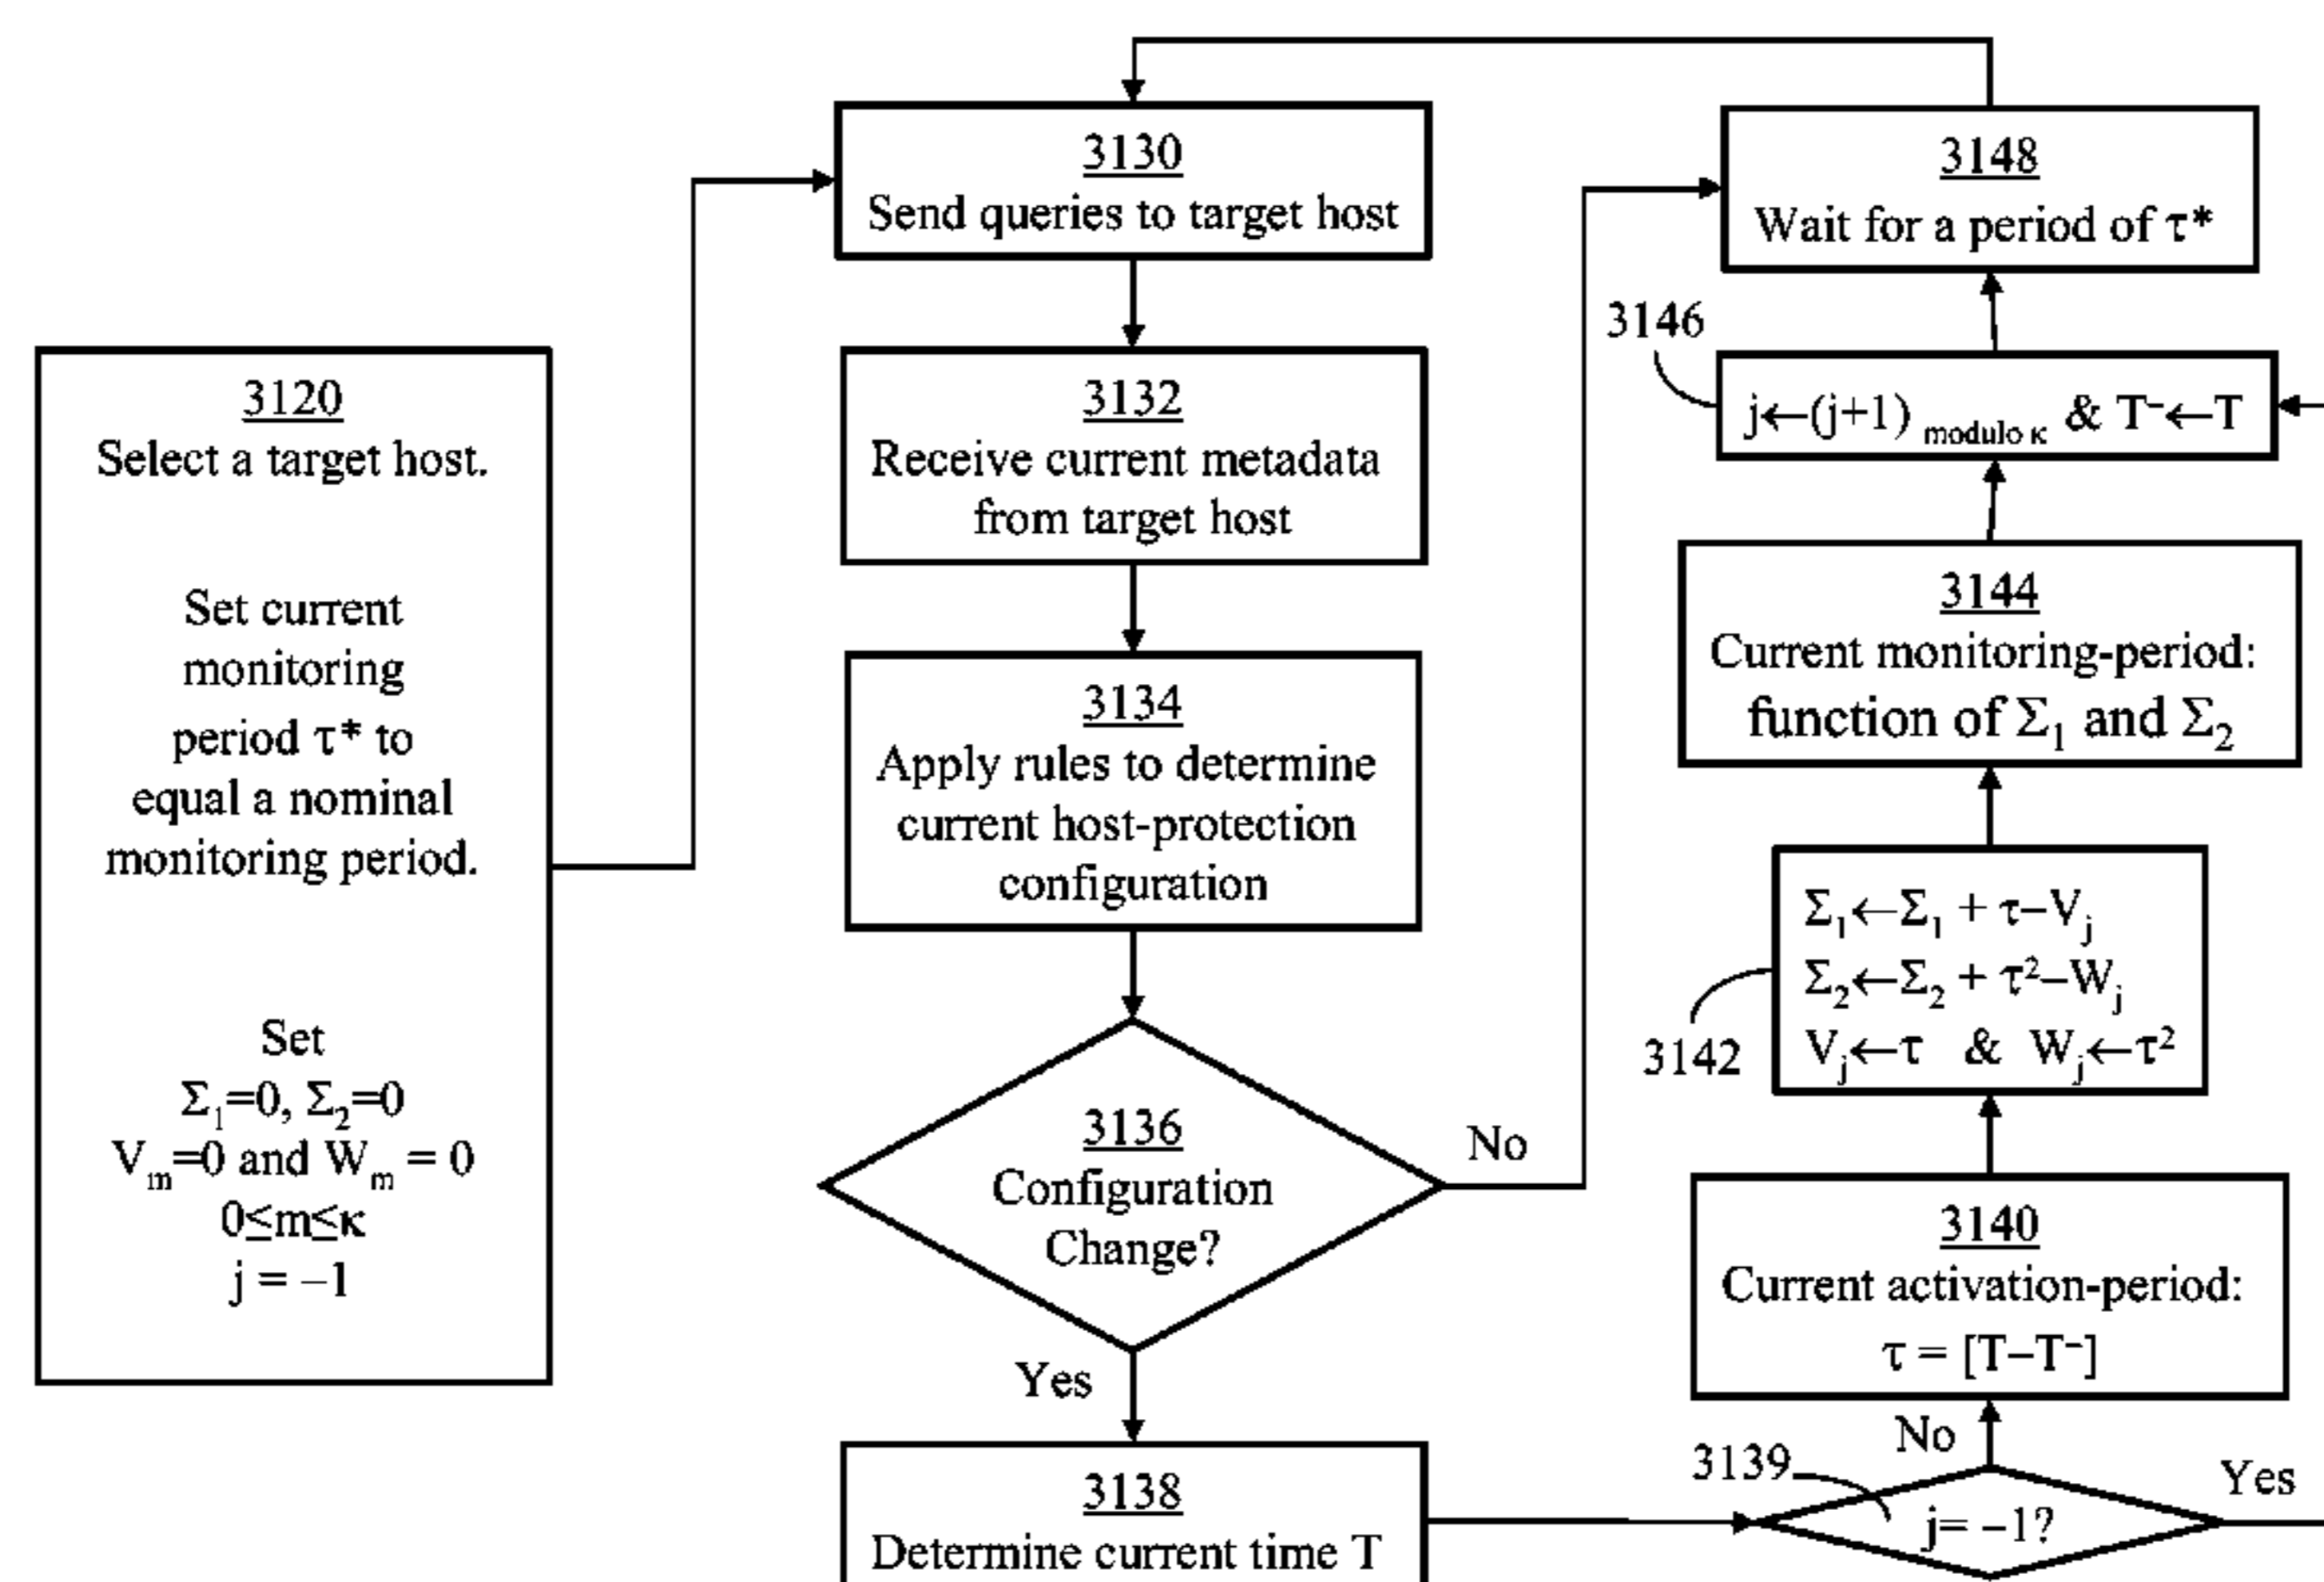 3120
Select a target host.
Set current
monitoring
period τ* to
equal a nominal
monitoring period.
Set
Σ₁=0, Σ₂=0
Vₘ=0 and Wₘ = 0
0≤m≤κ
j = –1
3130
Send queries to target host
3132
Receive current metadata
from target host
3134
Apply rules to determine
current host-protection
configuration
3136
Configuration
Change?
No
Yes
3138
Determine current time T
3139
j= –1?
Yes
No
3140
Current activation-period:
τ = [T–T⁻]
3142
Σ₁←Σ₁ + τ–Vⱼ
Σ₂←Σ₂ + τ²–Wⱼ
Vⱼ←τ & Wⱼ←τ²
3144
Current monitoring-period:
function of Σ₁ and Σ₂
3146
j←(j+1) modulo κ & T⁻←T
3148
Wait for a period of τ*